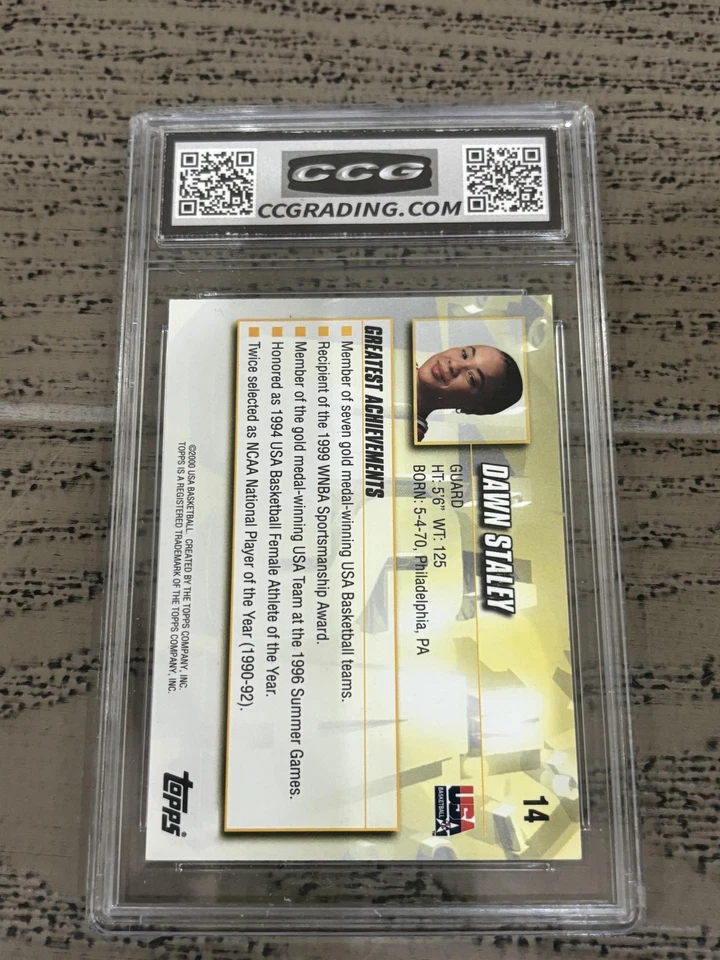 CCG
CCGRADING.COM
14
DAWN STALEY
USA
BASKETBALL
GUARD
HT: 5'6" WT: 125
BORN: 5-4-70, Philadelphia, PA
GREATEST ACHIEVEMENTS
Member of seven gold medal-winning USA Basketball teams.
Recipient of the 1999 WNBA Sportsmanship Award.
Member of the gold medal-winning USA Team at the 1996 Summer Games.
Honored as 1994 USA Basketball Female Athlete of the Year.
Twice selected as NCAA National Player of the Year (1990-92).
©2000 USA BASKETBALL. CREATED BY THE TOPPS COMPANY, INC.
TOPPS IS A REGISTERED TRADEMARK OF THE TOPPS COMPANY, INC.
topps®